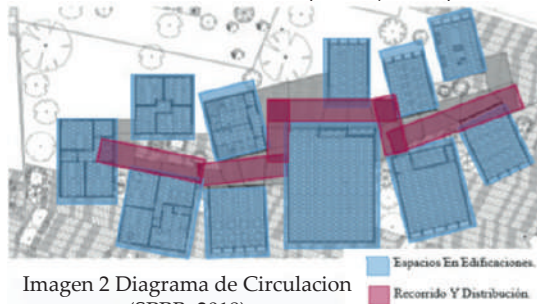 Imagen 2 Diagrama de Circulacion
Espacios En Edificaciones.
Recorrido Y Distribución.